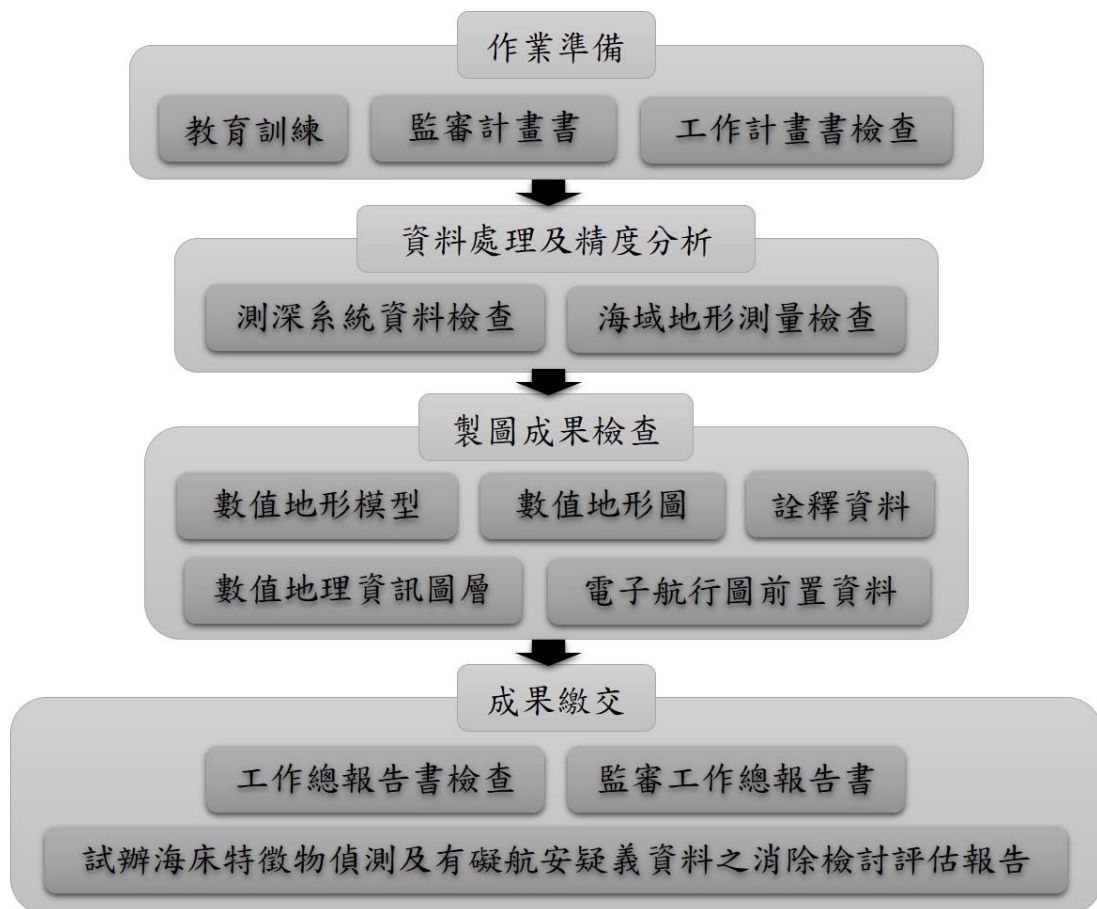 作業準備
教育訓練 監審計畫書 工作計畫書檢查
資料處理及精度分析
測深系統資料檢查 海域地形測量檢查
製圖成果檢查
數值地形模型 數值地形圖 詮釋資料
數值地理資訊圖層 電子航行圖前置資料
成果繳交
工作總報告書檢查 監審工作總報告書
試辦海床特徵物偵測及有礙航安疑義資料之消除檢討評估報告